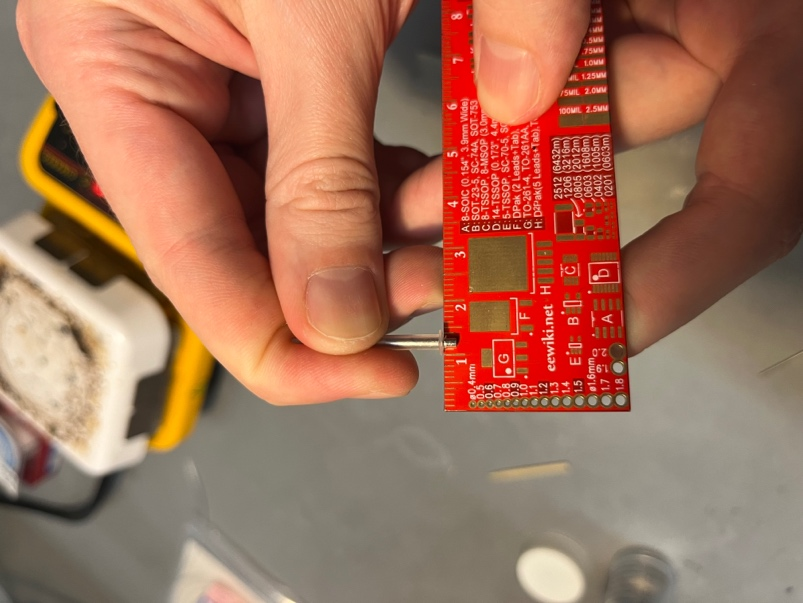 8
7
6
5
4
3
2
1
A: 8-SOIC (0.154" 3.9mm Wide)
B: SOT23-5, SC-74A, SOT-753
C: 8-TSSOP, 8-MSOP (3.0m
D: 14-TSSOP (0.173" 4.4
E: 5-TSSOP, SC-70-5, S
F: DPak (2 Leads+Tab),
G: TO-261-4, TO-261AA,
H: D²Pak(5 Leads+Tab),T
.75MM
1.0MM
1.25MM
75MIL 2.0MM
100MIL 2.5MM
2512 (6432m)
1206 (3216m)
0805 (2012m)
0603 (1608m)
0402 (1005m)
0201 (0603m)
H
C
D
F
B
A
G
E
eewiki.net
ø0.4mm
0.5
0.6
0.7
0.8
0.9
1.0
1.1
1.2
1.3
1.4
1.5
ø1.6mm
1.7
1.8